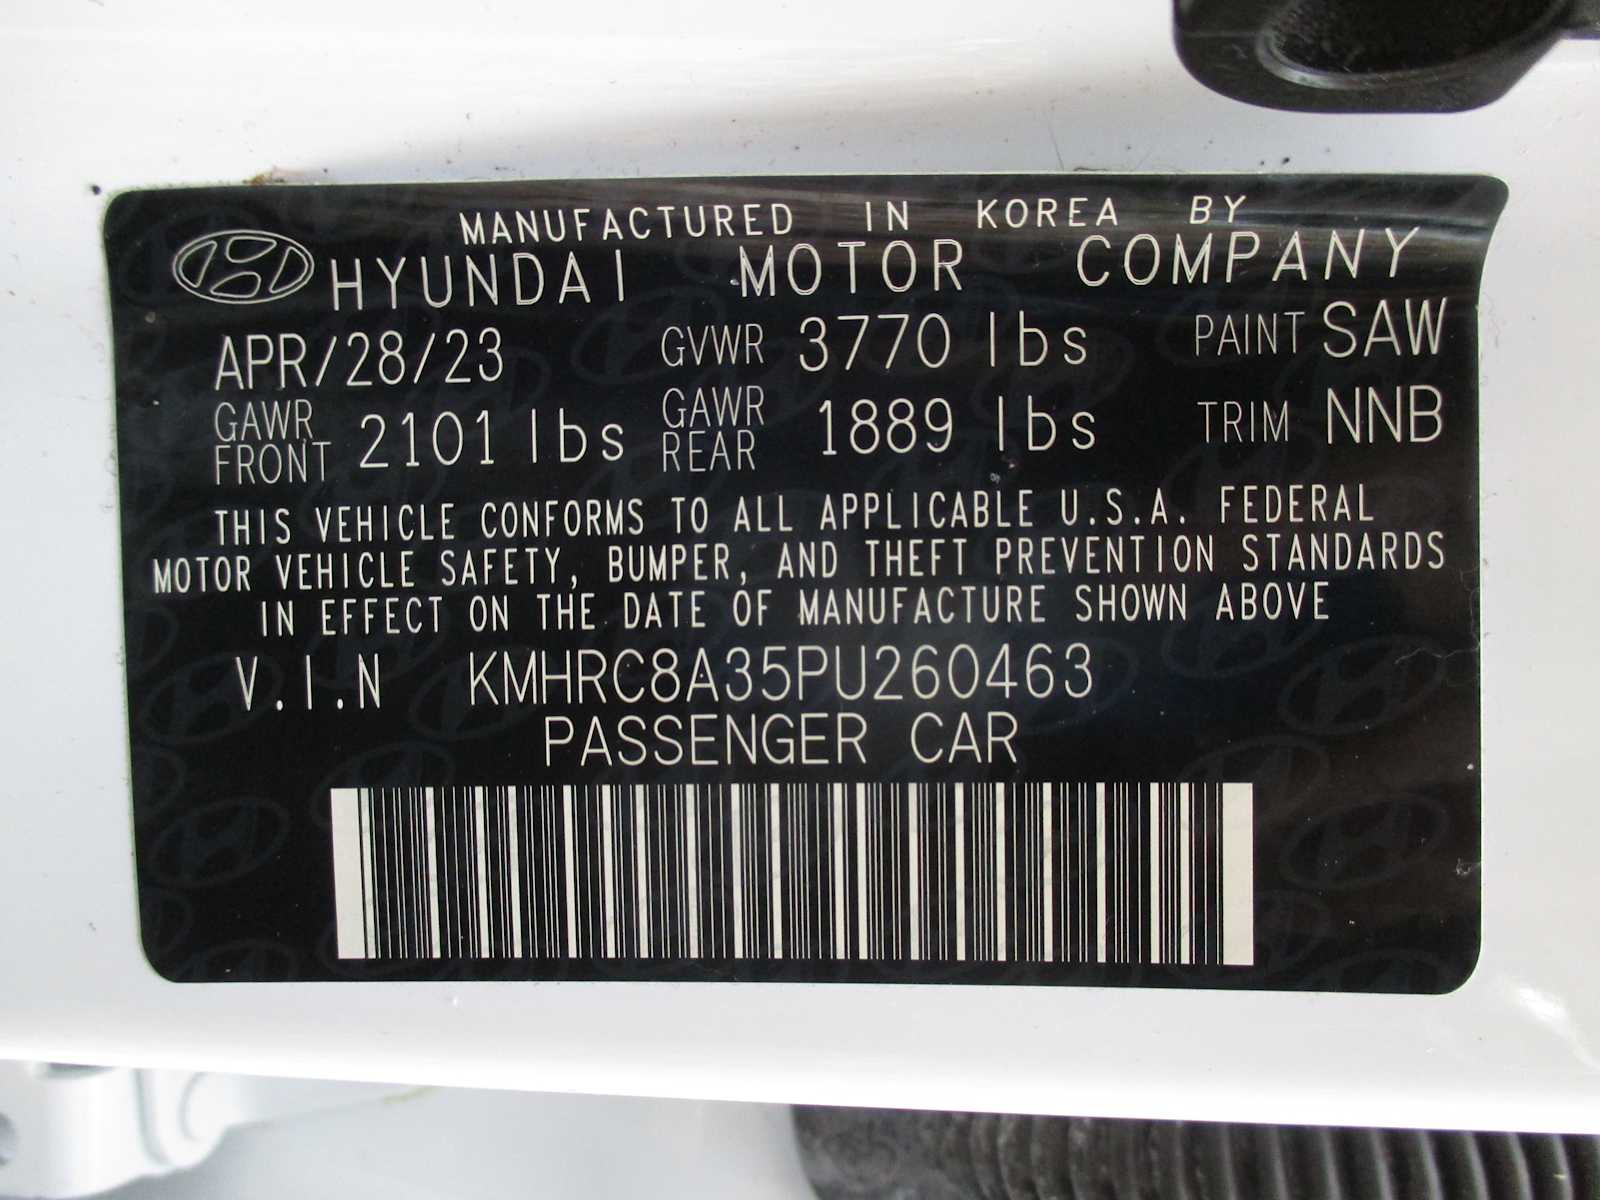 MANUFACTURED IN KOREA BY
HYUNDAI MOTOR COMPANY
APR/28/23 GVWR 3770 lbs PAINT SAW
GAWR FRONT 2101 lbs GAWR REAR 1889 lbs TRIM NNB
THIS VEHICLE CONFORMS TO ALL APPLICABLE U.S.A. FEDERAL
MOTOR VEHICLE SAFETY, BUMPER, AND THEFT PREVENTION STANDARDS
IN EFFECT ON THE DATE OF MANUFACTURE SHOWN ABOVE
V.I.N KMHRC8A35PU260463
PASSENGER CAR